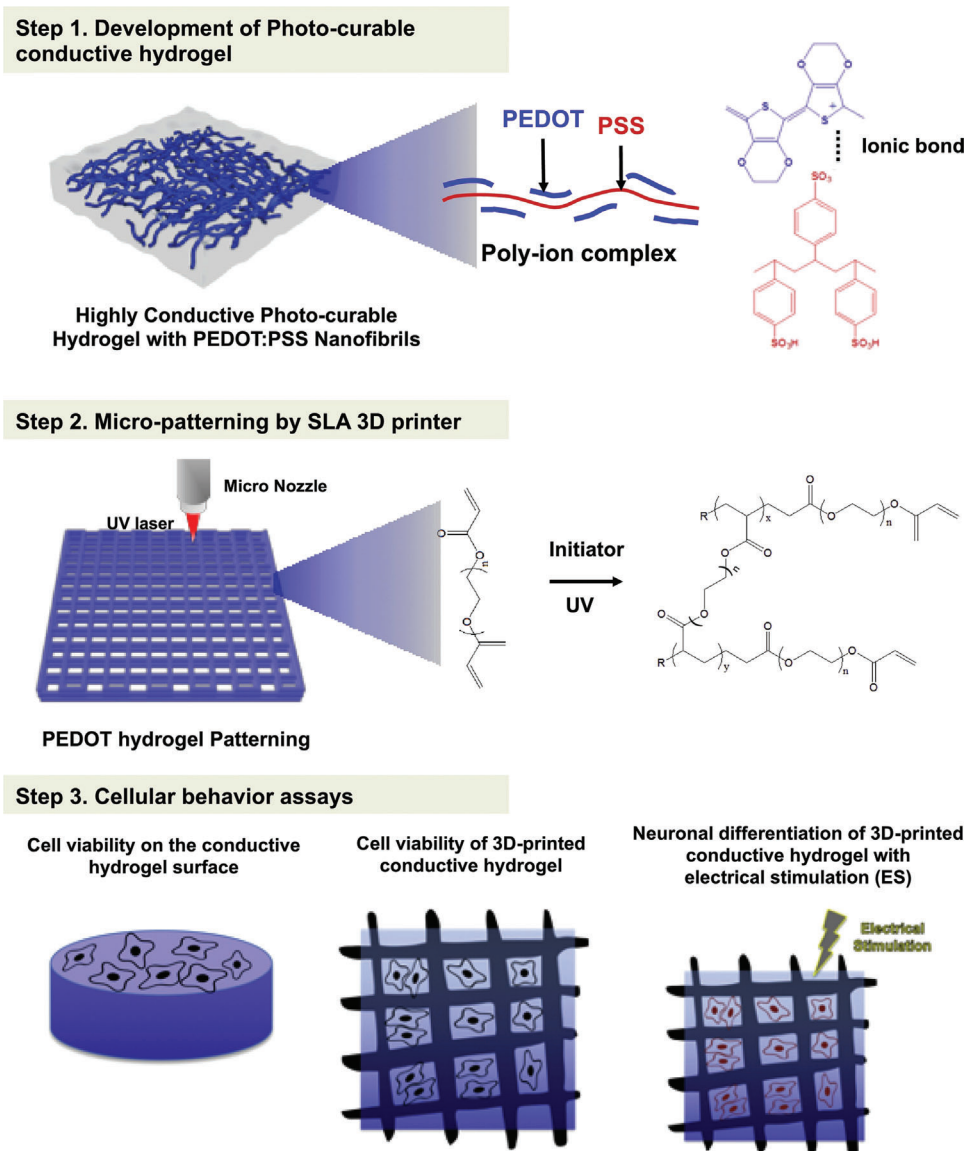 Step 1. Development of Photo-curable
conductive hydrogel
PEDOT
PSS
Poly-ion complex
Highly Conductive Photo-curable
Hydrogel with PEDOT:PSS Nanofibrils
O
O
S
S
+
O
O
Ionic bond
SO₃
SO₃H
SO₃H
Step 2. Micro-patterning by SLA 3D printer
Micro Nozzle
UV laser
PEDOT hydrogel Patterning
O
O
n
O
Initiator
UV
R
x
O
O
O
n
O
O
n
O
O
O
R
y
O
O
O
n
O
Step 3. Cellular behavior assays
Cell viability on the conductive
hydrogel surface
Cell viability of 3D-printed
conductive hydrogel
Neuronal differentiation of 3D-printed
conductive hydrogel with
electrical stimulation (ES)
Electrical
Stimulation